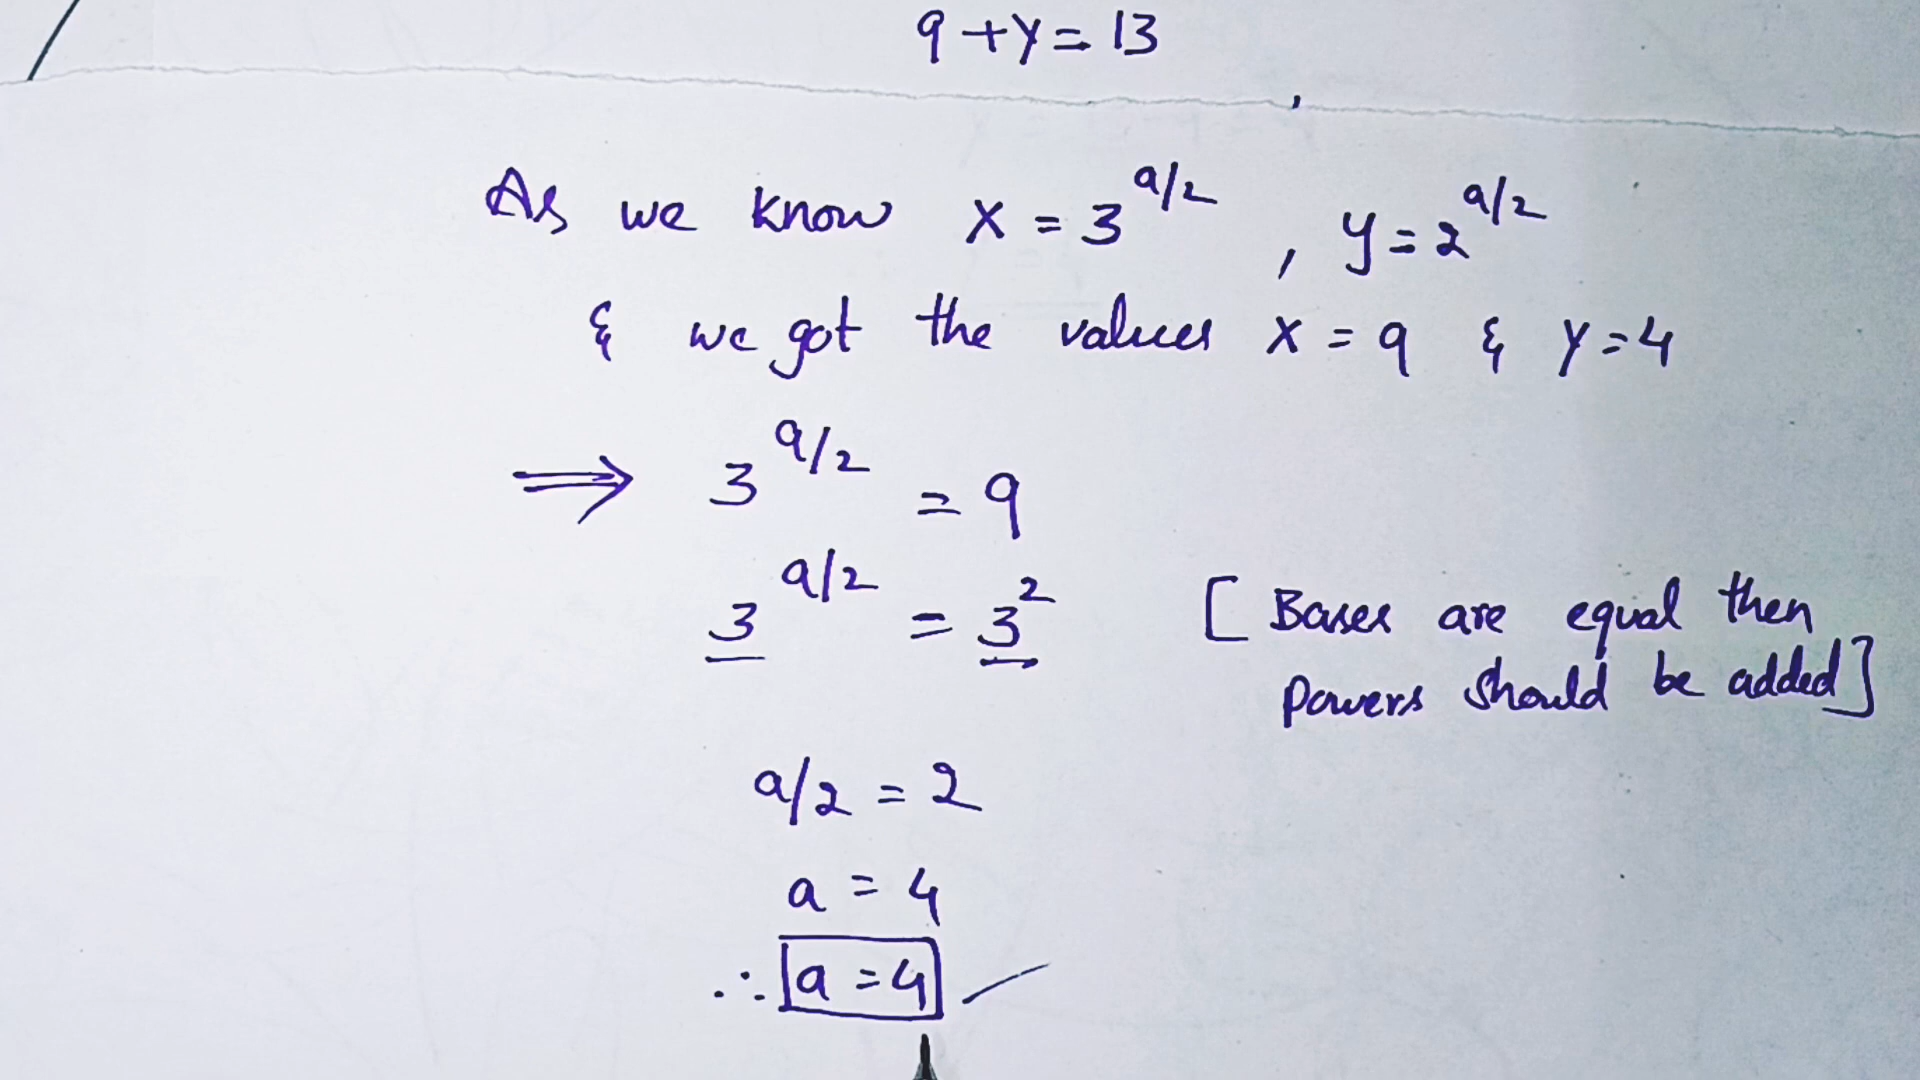 9 + y = 13
As we know x = 3^{a/2} , y = 2^{a/2}
& we got the values x = 9 & y = 4
⟹ 3^{a/2} = 9
3^{a/2} = 3^2 [ Bases are equal then
Powers should be added ]
a/2 = 2
a = 4
∴ a = 4 ✓